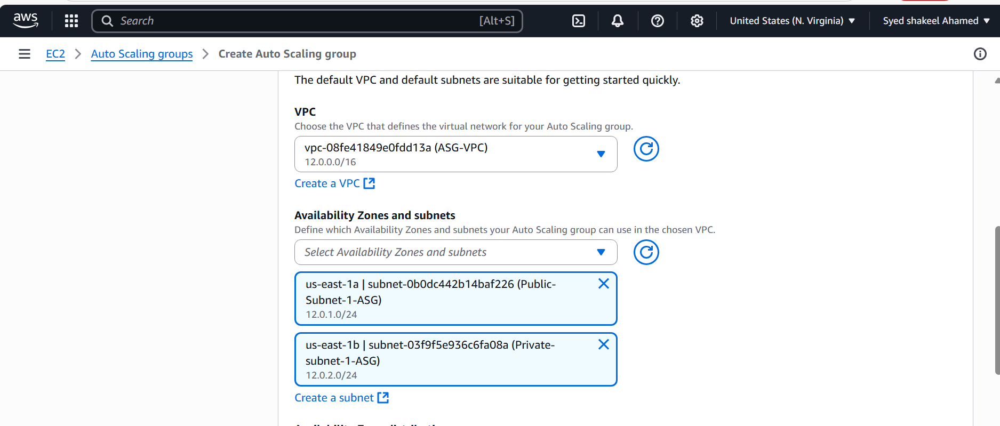 aws
Search
[Alt+S]
United States (N. Virginia)
Syed shakeel Ahamed
EC2
Auto Scaling groups
Create Auto Scaling group
The default VPC and default subnets are suitable for getting started quickly.
VPC
Choose the VPC that defines the virtual network for your Auto Scaling group.
vpc-08fe41849e0fdd13a (ASG-VPC)
12.0.0.0/16
Create a VPC
Availability Zones and subnets
Define which Availability Zones and subnets your Auto Scaling group can use in the chosen VPC.
Select Availability Zones and subnets
us-east-1a | subnet-0b0dc442b14baf226 (Public-
Subnet-1-ASG)
12.0.1.0/24
us-east-1b | subnet-03f9f5e936c6fa08a (Private-
subnet-1-ASG)
12.0.2.0/24
Create a subnet